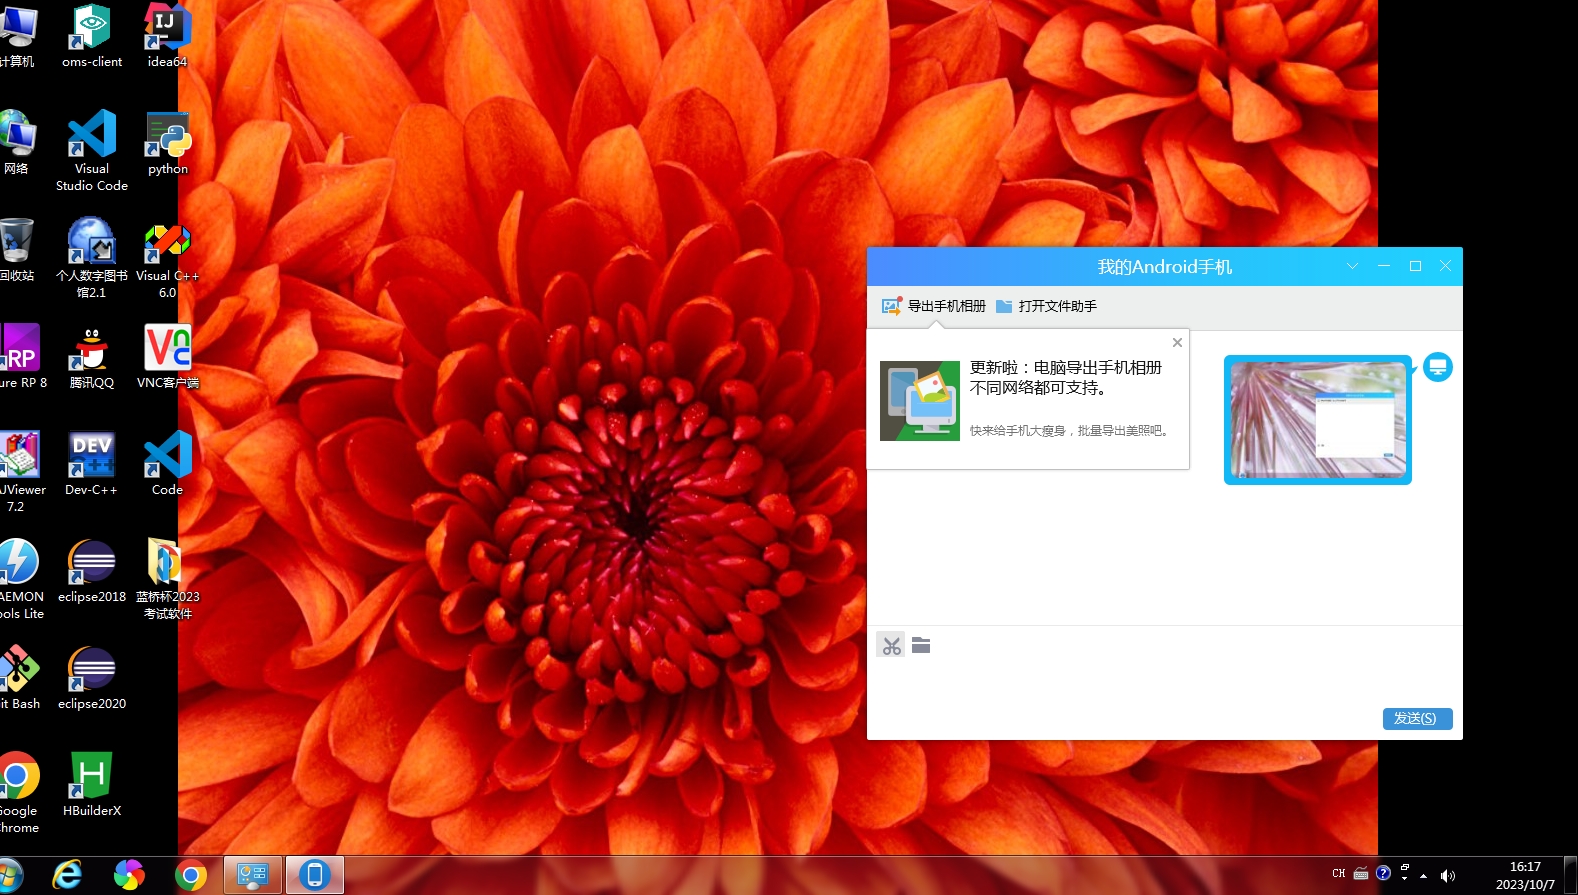 计算机
oms-client
idea64
网络
Visual
Studio Code
python
回收站
个人数字图书
馆2.1
Visual C++
6.0
RP
ure RP 8
腾讯QQ
VNC客户端
AJViewer
7.2
DEV
C++
Dev-C++
Code
AEMON
ools Lite
eclipse2018
蓝桥杯2023
考试软件
it Bash
eclipse2020
Google
Chrome
HBuilderX
我的Android手机
导出手机相册
打开文件助手
更新啦：电脑导出手机相册
不同网络都可支持。
快来给手机大瘦身，批量导出美照吧。
发送(S)
CH
16:17
2023/10/7